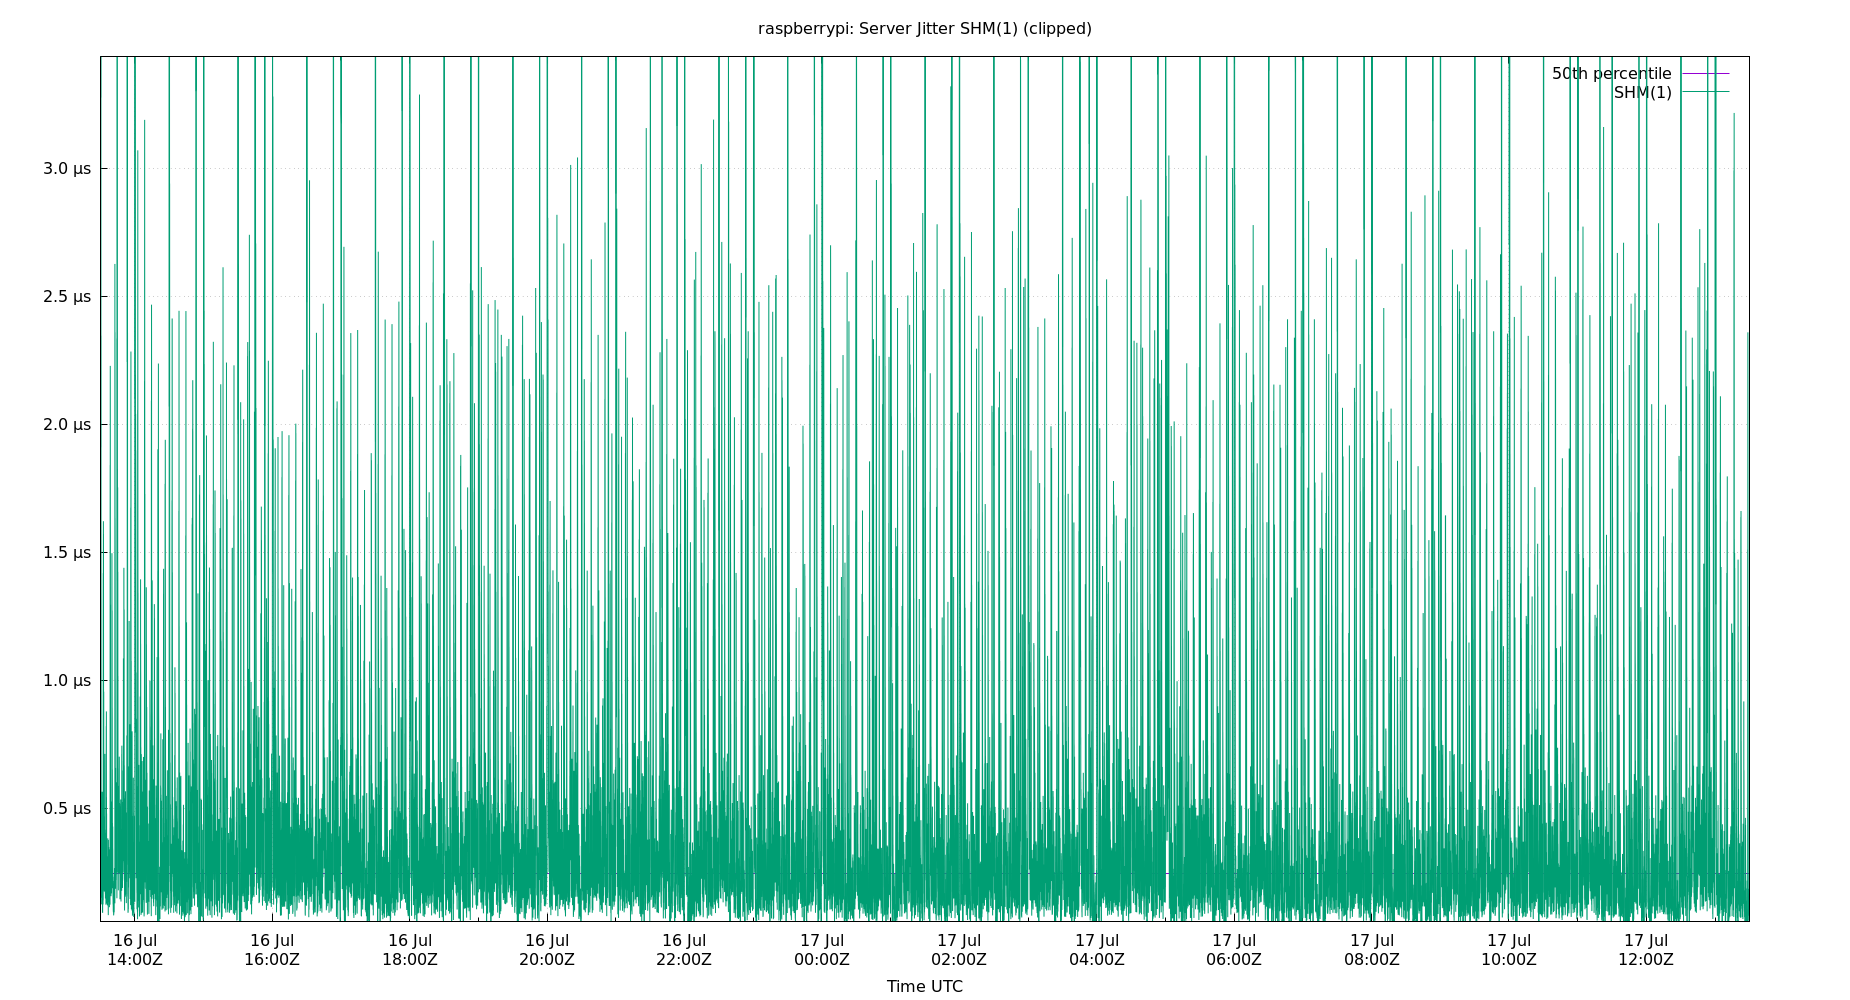 raspberrypi: Server Jitter SHM(1) (clipped)
50th percentile
SHM(1)
3.0 µs
2.5 µs
2.0 µs
1.5 µs
1.0 µs
0.5 µs
16 Jul 16 Jul 16 Jul 16 Jul 16 Jul 17 Jul 17 Jul 17 Jul 17 Jul 17 Jul 17 Jul 17 Jul
14:00Z 16:00Z 18:00Z 20:00Z 22:00Z 00:00Z 02:00Z 04:00Z 06:00Z 08:00Z 10:00Z 12:00Z
Time UTC